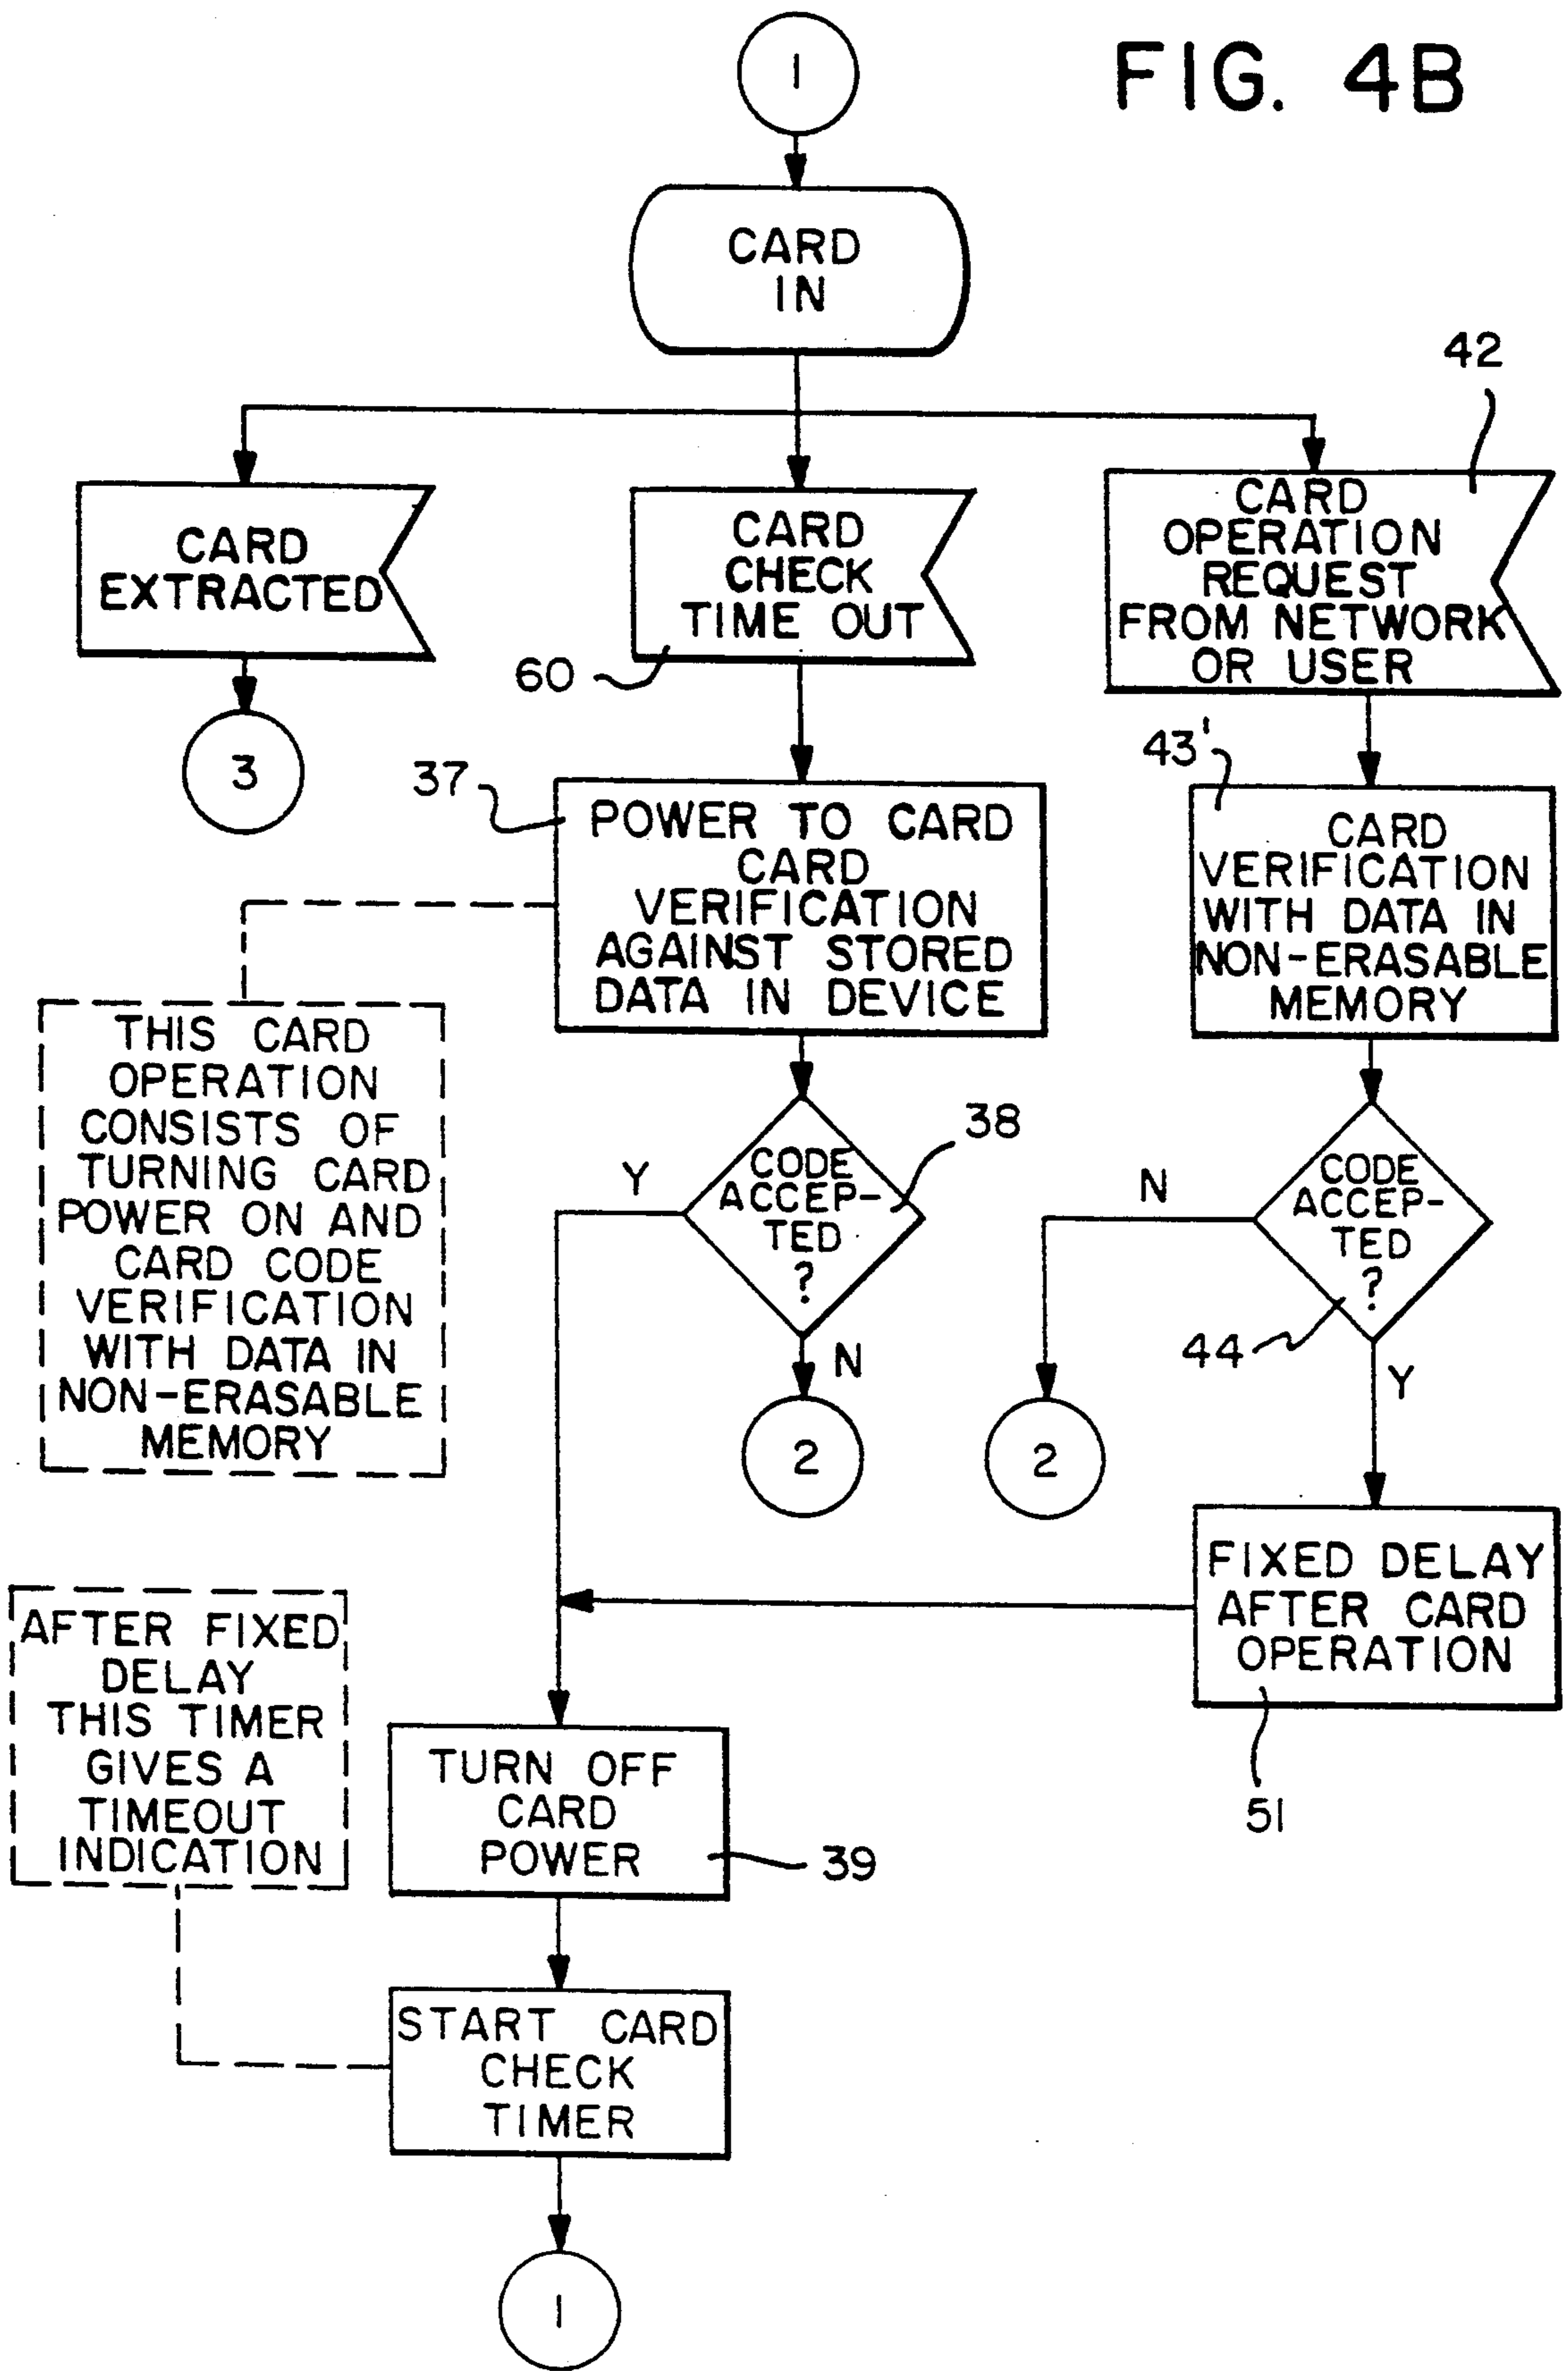 FIG. 4B
1
CARD
IN
42
CARD
EXTRACTED
3
CARD
CHECK
TIME OUT
60
CARD
OPERATION
REQUEST
FROM NETWORK
OR USER
37
POWER TO CARD
CARD
VERIFICATION
AGAINST STORED
DATA IN DEVICE
43'
CARD
VERIFICATION
WITH DATA IN
NON-ERASABLE
MEMORY
THIS CARD
OPERATION
CONSISTS OF
TURNING CARD
POWER ON AND
CARD CODE
VERIFICATION
WITH DATA IN
NON-ERASABLE
MEMORY
Y
CODE
ACCEP-
TED
?
38
N
2
N
CODE
ACCEP-
TED
?
44
Y
2
FIXED DELAY
AFTER CARD
OPERATION
51
AFTER FIXED
DELAY
THIS TIMER
GIVES A
TIMEOUT
INDICATION
TURN OFF
CARD
POWER
39
START CARD
CHECK
TIMER
1